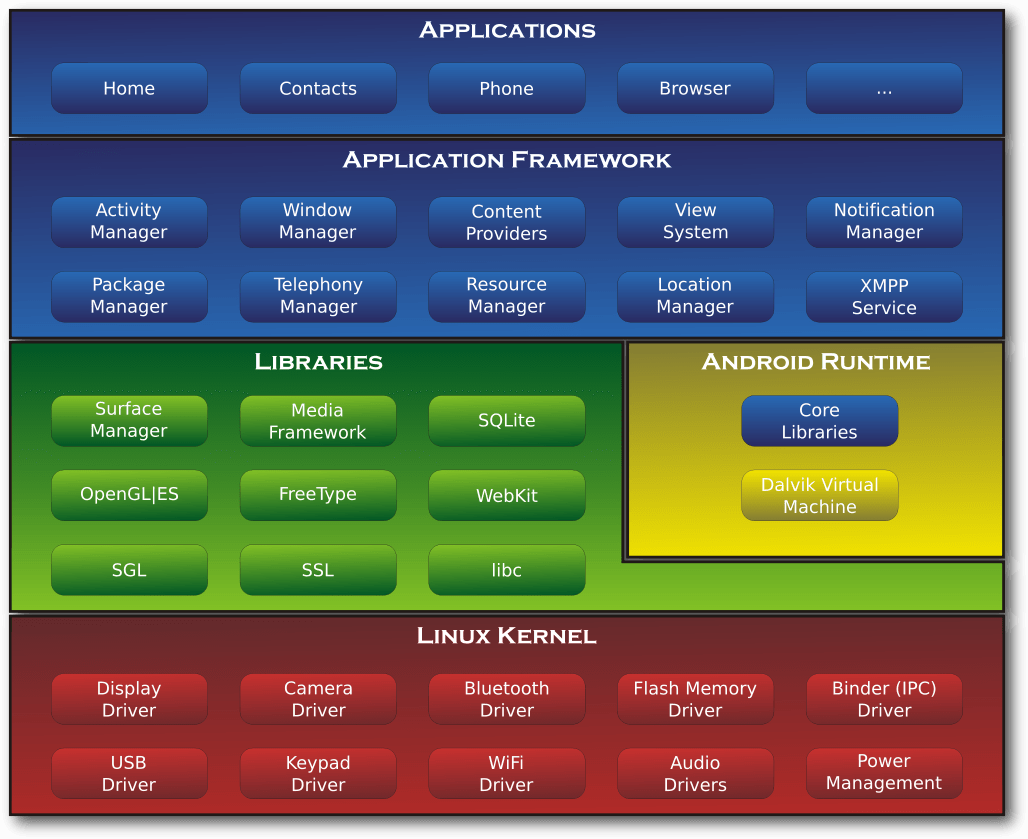 APPLICATIONS
Home
Contacts
Phone
Browser
...
APPLICATION FRAMEWORK
Activity
Manager
Window
Manager
Content
Providers
View
System
Notification
Manager
Package
Manager
Telephony
Manager
Resource
Manager
Location
Manager
XMPP
Service
LIBRARIES
Surface
Manager
Media
Framework
SQLite
OpenGL|ES
FreeType
WebKit
SGL
SSL
libc
ANDROID RUNTIME
Core
Libraries
Dalvik Virtual
Machine
LINUX KERNEL
Display
Driver
Camera
Driver
Bluetooth
Driver
Flash Memory
Driver
Binder (IPC)
Driver
USB
Driver
Keypad
Driver
WiFi
Driver
Audio
Drivers
Power
Management